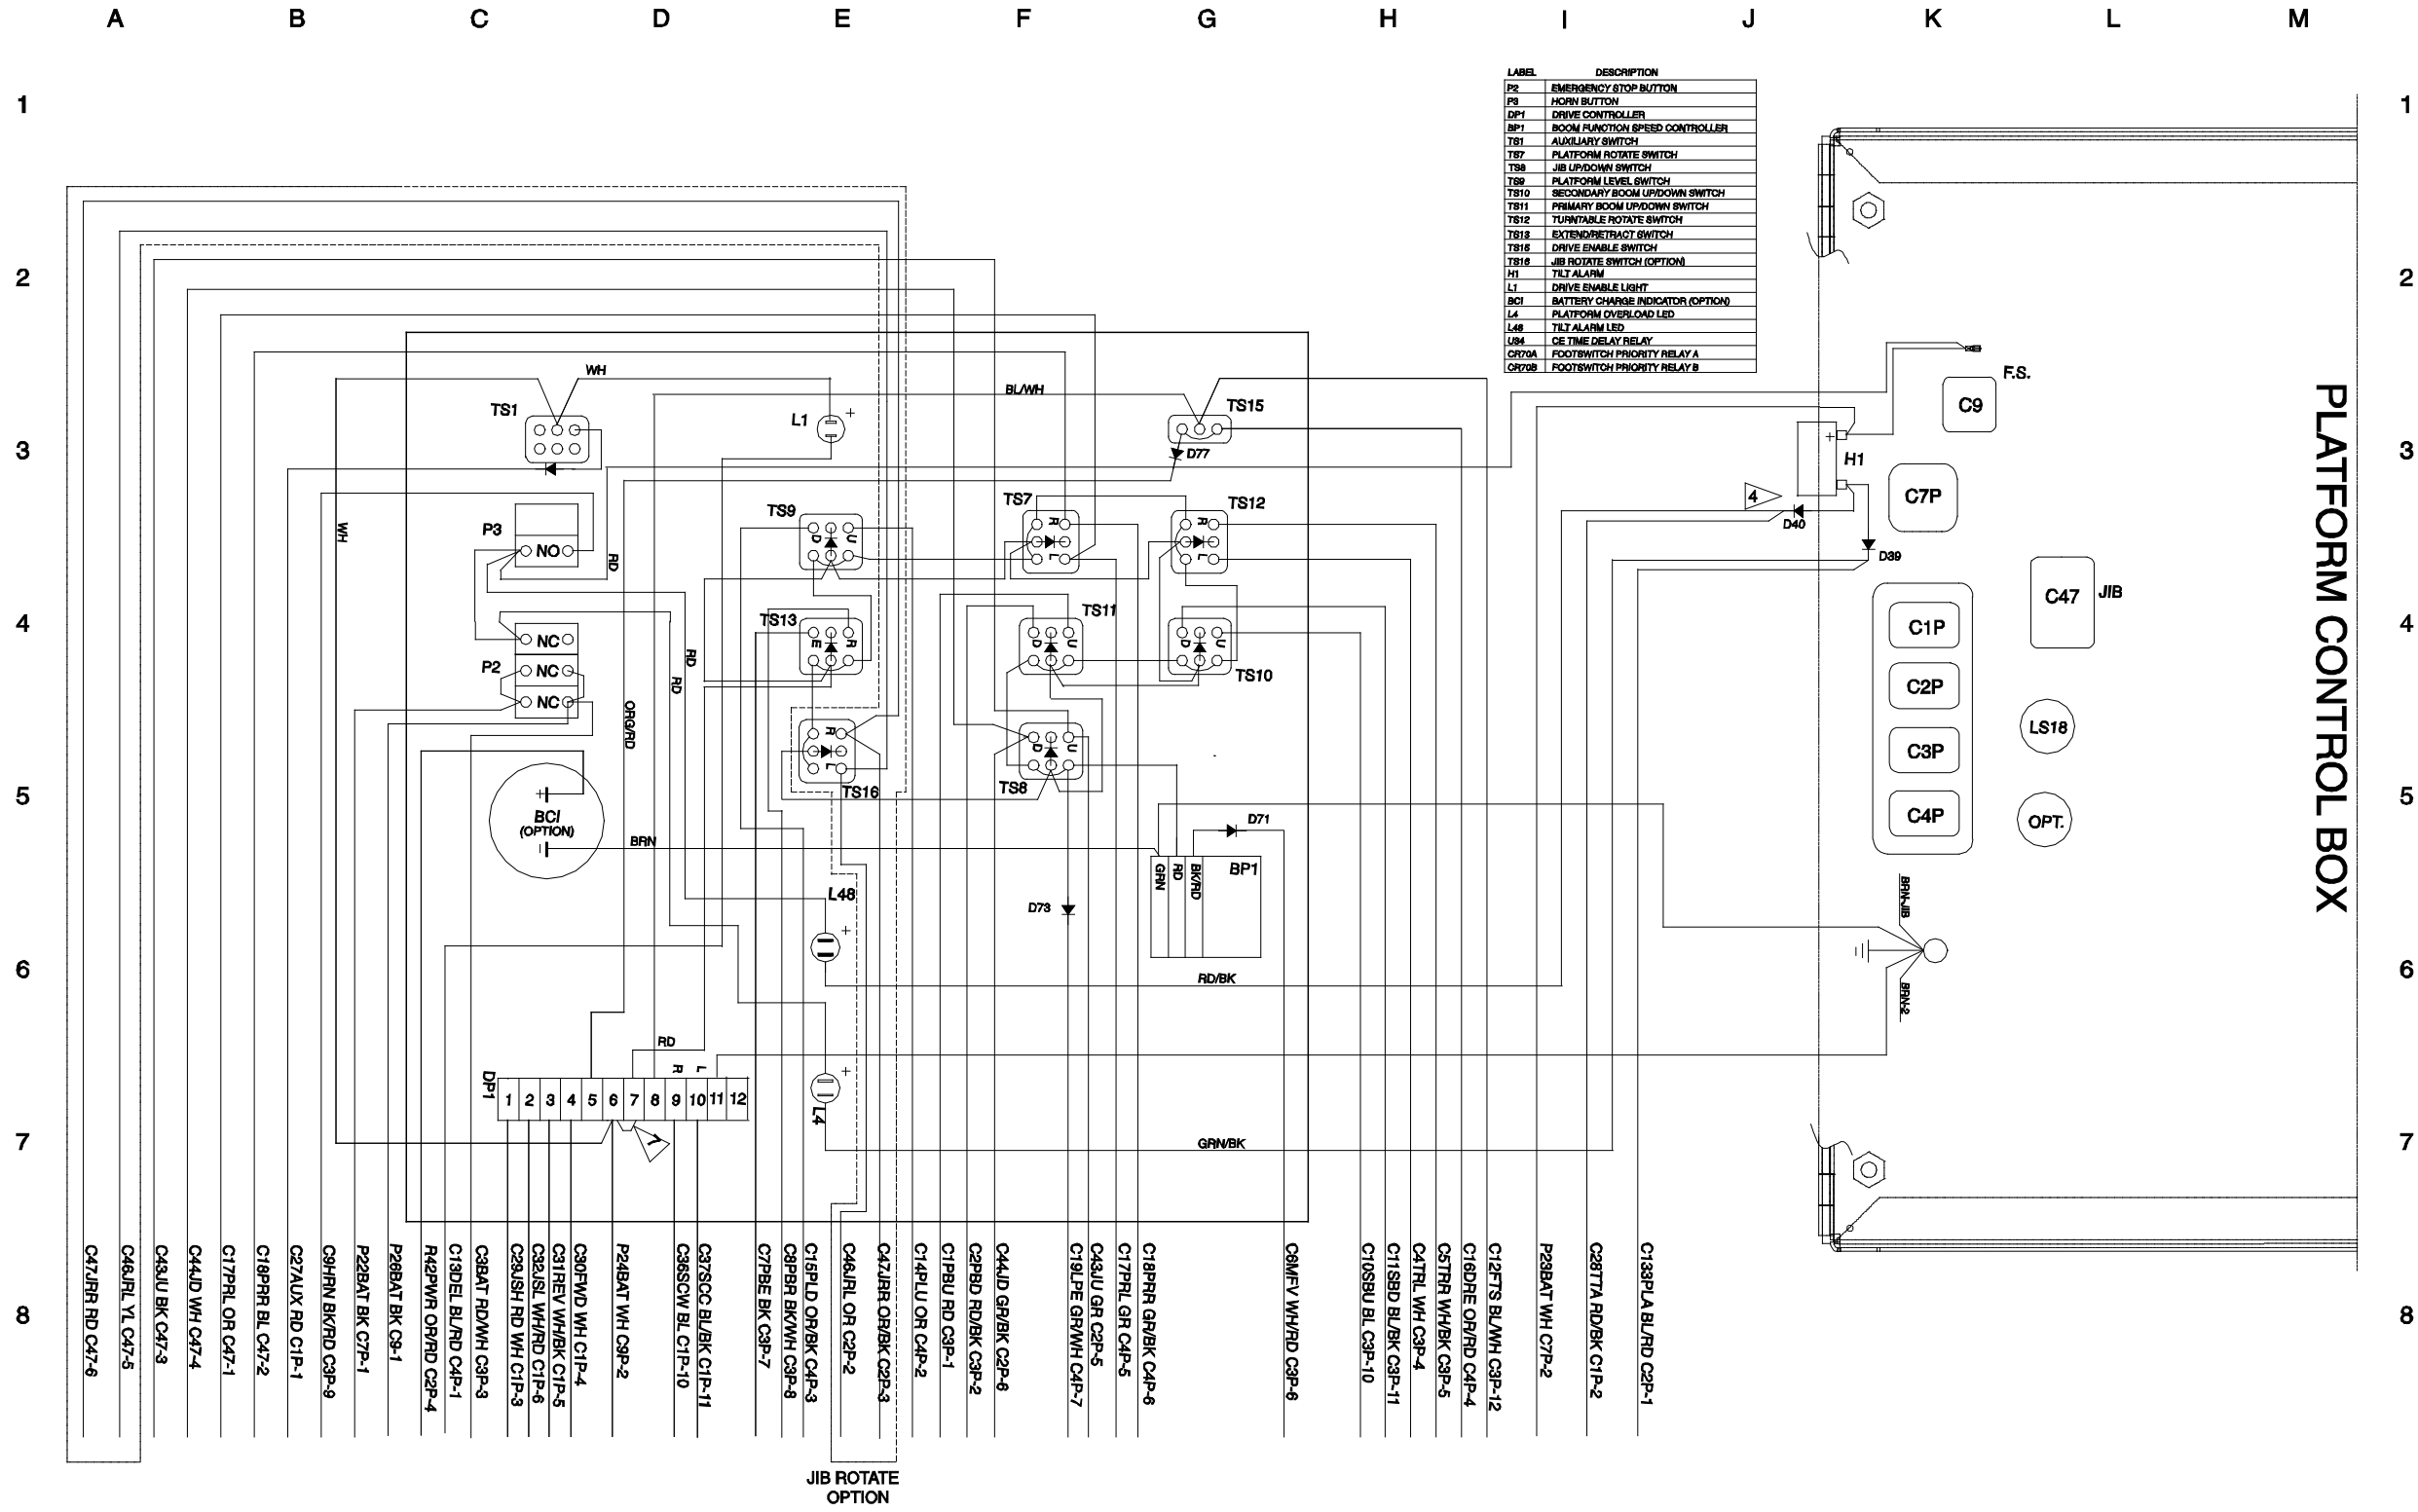 A B C D E F G H I J K L M
1 1
2 2
3 3
4 4
5 5
6 6
7 7
8 8
LABEL DESCRIPTION
P2 EMERGENCY STOP BUTTON
P3 HORN BUTTON
DP1 DRIVE CONTROLLER
BP1 BOOM FUNCTION SPEED CONTROLLER
TS1 AUXILIARY SWITCH
TS7 PLATFORM ROTATE SWITCH
TS8 JIB UP/DOWN SWITCH
TS9 PLATFORM LEVEL SWITCH
TS10 SECONDARY BOOM UP/DOWN SWITCH
TS11 PRIMARY BOOM UP/DOWN SWITCH
TS12 TURNTABLE ROTATE SWITCH
TS13 EXTEND/RETRACT SWITCH
TS15 DRIVE ENABLE SWITCH
TS16 JIB ROTATE SWITCH (OPTION)
H1 TILT ALARM
L1 DRIVE ENABLE LIGHT
BCI BATTERY CHARGE INDICATOR (OPTION)
L4 PLATFORM OVERLOAD LED
L48 TILT ALARM LED
U34 CE TIME DELAY RELAY
CR70A FOOTSWITCH PRIORITY RELAY A
CR70B FOOTSWITCH PRIORITY RELAY B
WH
BL/WH
TS1
L1 +
TS15
D77
F.S.
C9
+
H1
4
D40
D39
C7P
P3
NO
WH
RD
TS9
D U
TS7
R L
TS12
R L
C47 JIB
NC
P2
NC
NC
RD
RD
ORG/RD
TS13
E R
TS11
D U
D U
TS10
C1P
C2P
C3P
C4P
LS18
OPT.
R L
TS16
D U
TS8
+
BCI
(OPTION)
BRN
D71
GRN
RD
BK/RD
BP1
L48
+
D73
BRN-JIB
BRN-2
RD/BK
RD
R L
DP1
1 2 3 4 5 6 7 8 9 10 11 12
7
+
L4
GRN/BK
PLATFORM CONTROL BOX
C47JRR RD C47-6
C46JRL YL C47-5
C43JU BK C47-3
C44JD WH C47-4
C17PRL OR C47-1
C18PRR BL C47-2
C27AUX RD C1P-1
C9HRN BK/RD C3P-9
P22BAT BK C7P-1
P26BAT BK C9-1
R42PWR OR/RD C2P-4
C13DEL BL/RD C4P-1
C3BAT RD/WH C3P-3
C29JSH RD WH C1P-3
C32JSL WH/RD C1P-6
C31REV WH/BK C1P-5
C30FWD WH C1P-4
P24BAT WH C9P-2
C36SCW BL C1P-10
C37SCC BL/BK C1P-11
C7PBE BK C3P-7
C8PBR BK/WH C3P-8
C15PLD OR/BK C4P-3
C46JRL OR C2P-2
C47JRR OR/BK C2P-3
C14PLU OR C4P-2
C1PBU RD C3P-1
C2PBD RD/BK C3P-2
C44JD GR/BK C2P-6
C19LPE GR/WH C4P-7
C43JU GR C2P-5
C17PRL GR C4P-5
C18PRR GR/BK C4P-6
C6MFV WH/RD C3P-6
C10SBU BL C3P-10
C11SBD BL/BK C3P-11
C4TRL WH C3P-4
C5TRR WH/BK C3P-5
C16DRE OR/RD C4P-4
C12FTS BL/WH C3P-12
P23BAT WH C7P-2
C28TTA RD/BK C1P-2
C133PLA BL/RD C2P-1
JIB ROTATE
OPTION